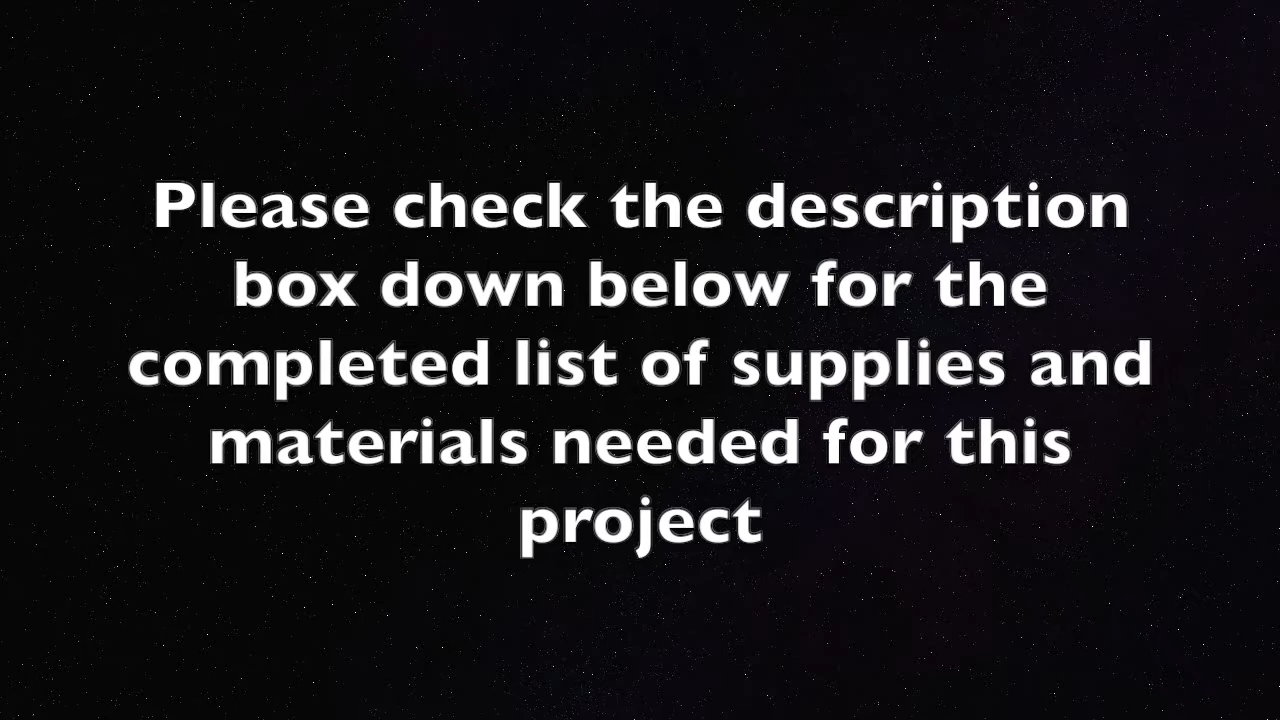 Please check the description
box down below for the
completed list of supplies and
materials needed for this
project